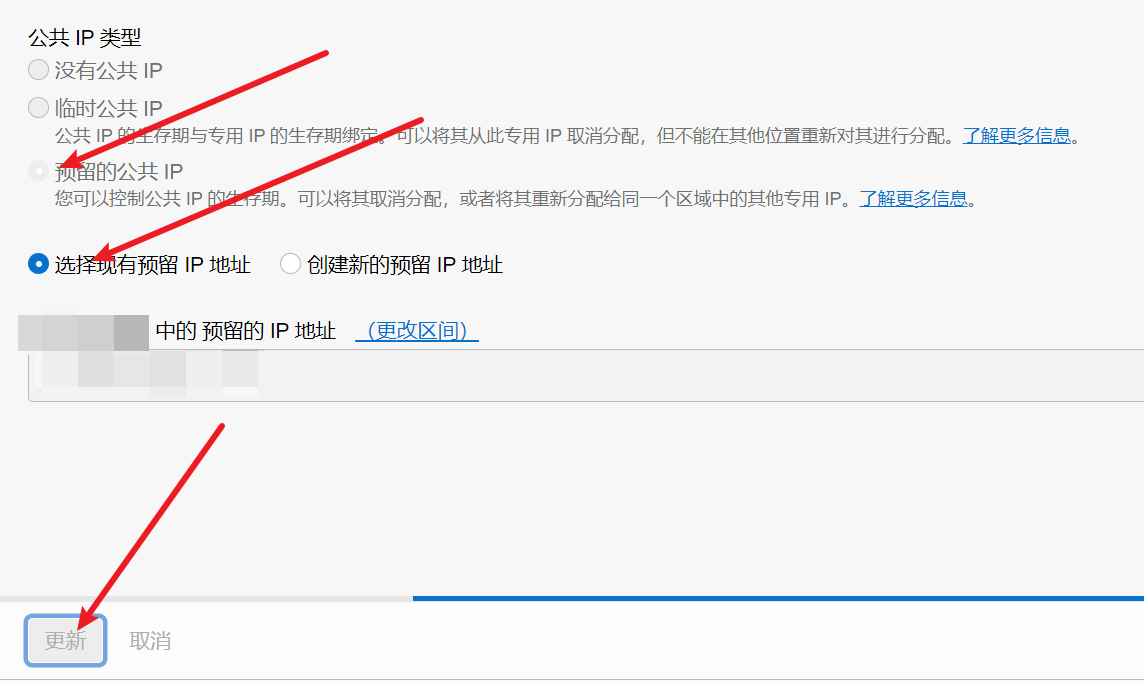 公共 IP 类型
没有公共 IP
临时公共 IP
公共 IP 的生存期与专用 IP 的生存期绑定。可以将其从此专用 IP 取消分配，但不能在其他位置重新对其进行分配。了解更多信息。
预留的公共 IP
您可以控制公共 IP 的生存期。可以将其取消分配，或者将其重新分配给同一个区域中的其他专用 IP。了解更多信息。
选择现有预留 IP 地址 创建新的预留 IP 地址
中的 预留的 IP 地址 （更改区间）
更新 取消